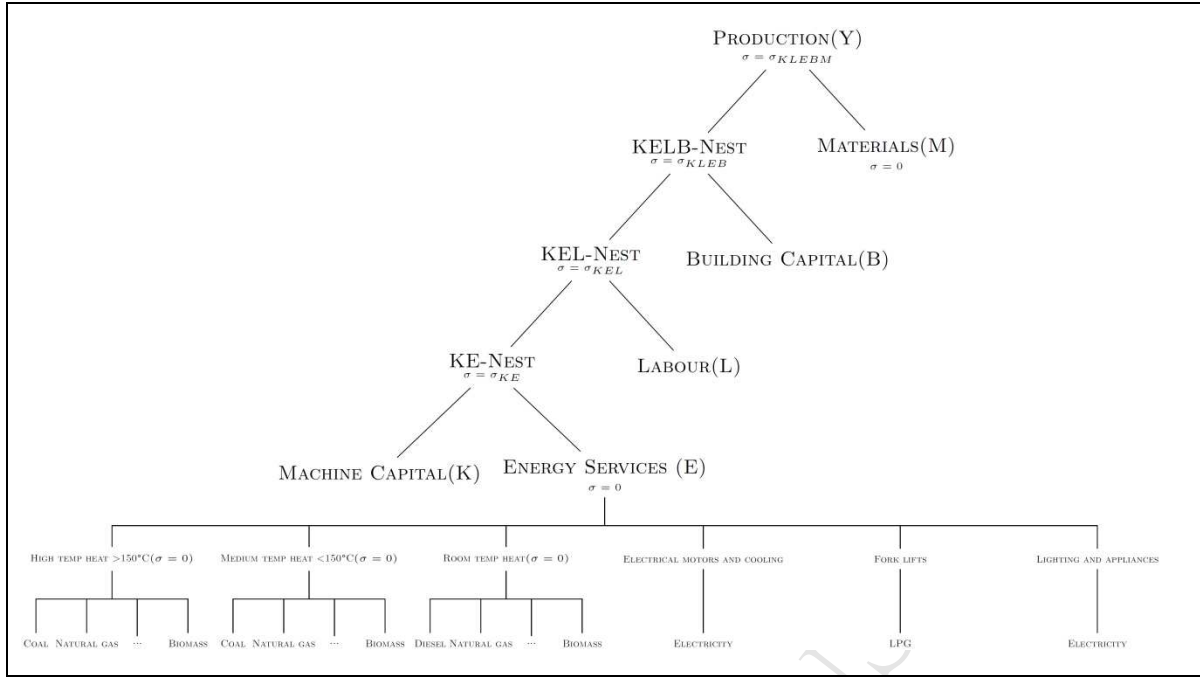 PRODUCTION(Y)
σ = σKLEBM
KELB-NEST
σ = σKLEB
MATERIALS(M)
σ = 0
KEL-NEST
σ = σKEL
BUILDING CAPITAL(B)
KE-NEST
σ = σKE
LABOUR(L)
MACHINE CAPITAL(K)
ENERGY SERVICES (E)
σ = 0
HIGH TEMP HEAT >150°C(σ = 0)
MEDIUM TEMP HEAT <150°C(σ = 0)
ROOM TEMP HEAT(σ = 0)
ELECTRICAL MOTORS AND COOLING
FORK LIFTS
LIGHTING AND APPLIANCES
COAL NATURAL GAS ... BIOMASS
COAL NATURAL GAS ... BIOMASS
DIESEL NATURAL GAS ... BIOMASS
ELECTRICITY
LPG
ELECTRICITY